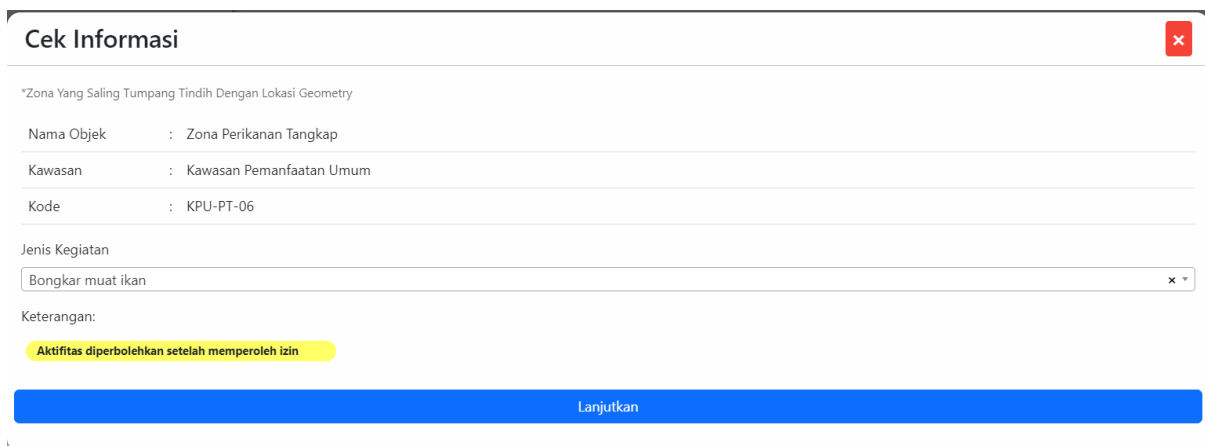 Cek Informasi
×
*Zona Yang Saling Tumpang Tindih Dengan Lokasi Geometry
Nama Objek : Zona Perikanan Tangkap
Kawasan : Kawasan Pemanfaatan Umum
Kode : KPU-PT-06
Jenis Kegiatan
Bongkar muat ikan ×
Keterangan:
Aktifitas diperbolehkan setelah memperoleh izin
Lanjutkan